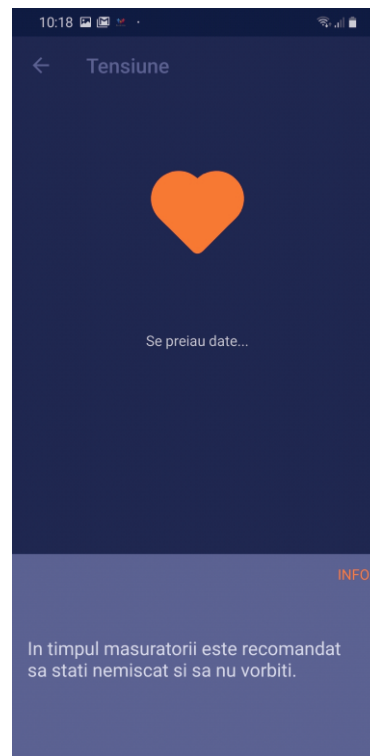 10:18
Tensiune
Se preiau date...
INFO
In timpul masuratorii este recomandat
sa stati nemiscat si sa nu vorbiti.